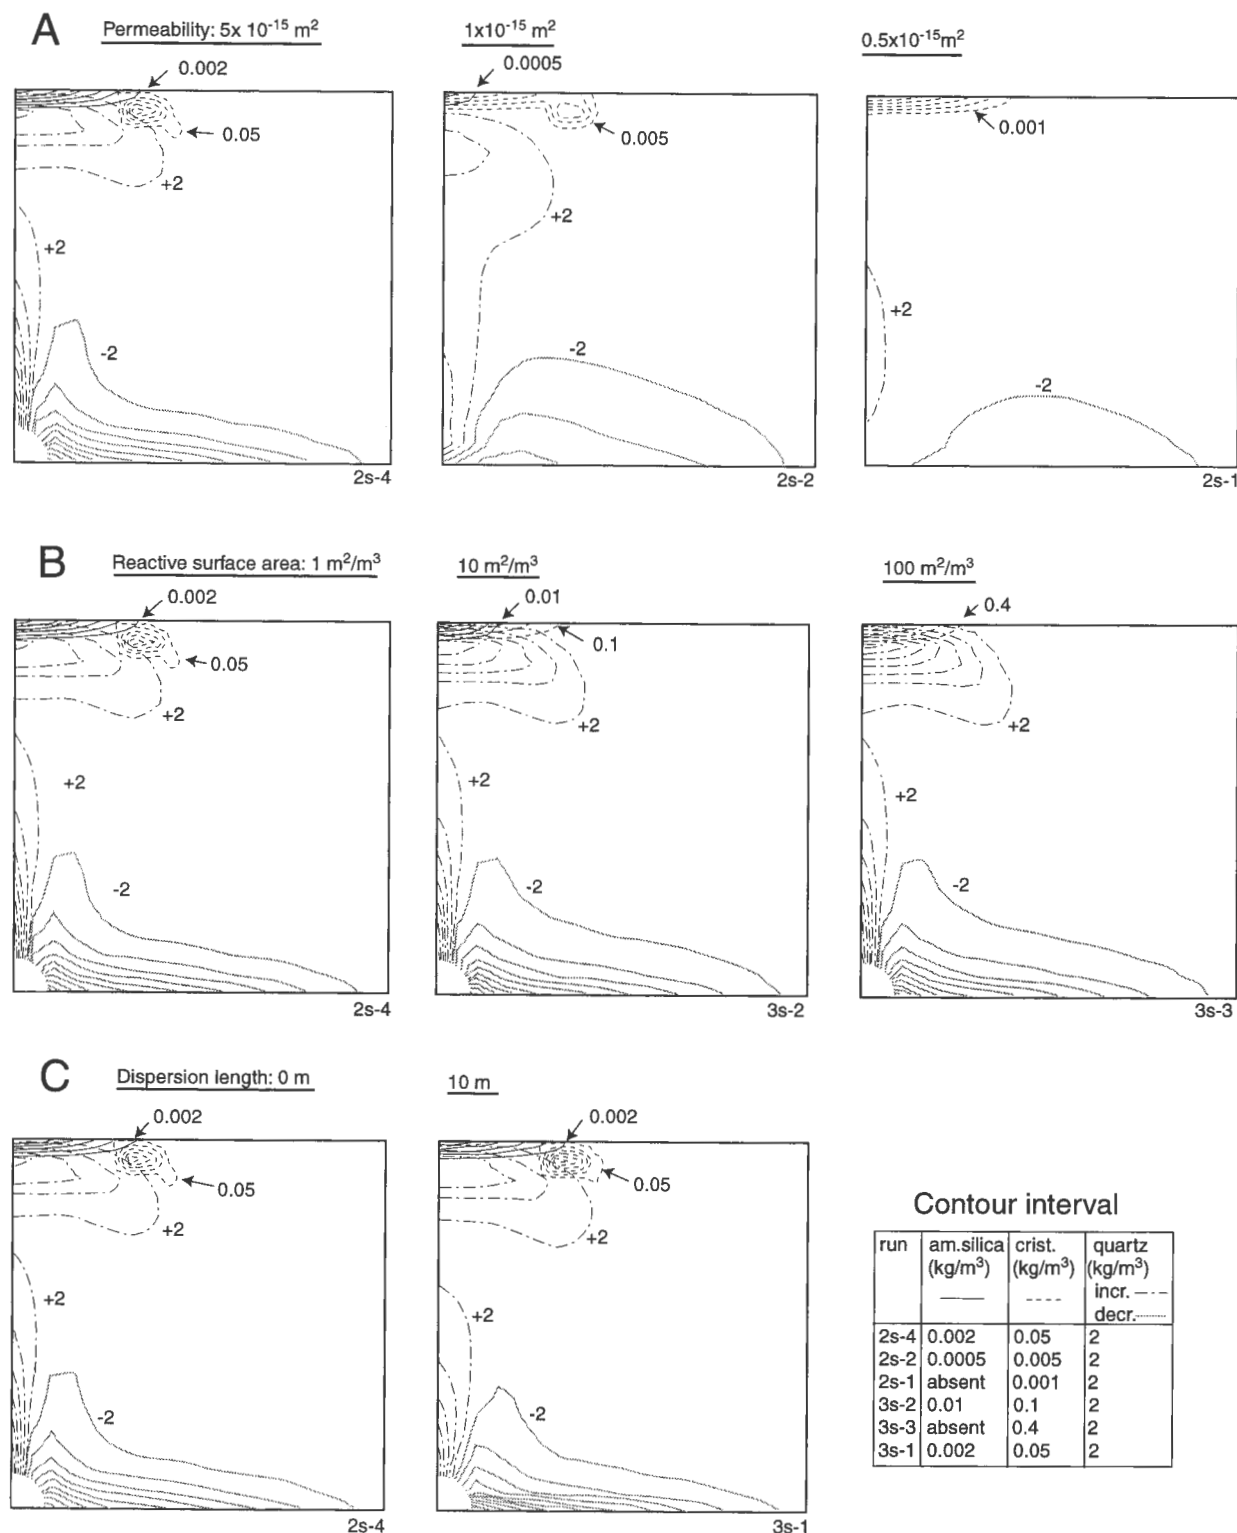 A
Permeability: 5x 10⁻¹⁵ m²
1x10⁻¹⁵ m²
0.5x10⁻¹⁵m²
0.002
0.05
+2
+2
-2
2s-4
0.0005
0.005
+2
-2
2s-2
0.001
+2
-2
2s-1
B
Reactive surface area: 1 m²/m³
10 m²/m³
100 m²/m³
0.002
0.05
+2
+2
-2
2s-4
0.01
0.1
+2
+2
-2
3s-2
0.4
+2
+2
-2
3s-3
C
Dispersion length: 0 m
10 m
0.002
0.05
+2
+2
-2
2s-4
0.002
0.05
+2
+2
-2
3s-1
Contour interval
run am.silica crist. quartz
(kg/m³) (kg/m³) (kg/m³)
incr.
decr.
2s-4 0.002 0.05 2
2s-2 0.0005 0.005 2
2s-1 absent 0.001 2
3s-2 0.01 0.1 2
3s-3 absent 0.4 2
3s-1 0.002 0.05 2